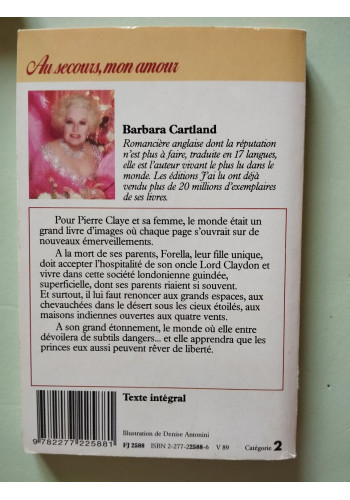 Au secours, mon amour
Barbara Cartland
Romancière anglaise dont la réputation
n'est plus à faire, traduite en 17 langues,
elle est l'auteur vivant le plus lu dans le
monde. Les éditions J'ai lu ont déjà
vendu plus de 20 millions d'exemplaires
de ses livres.
Pour Pierre Claye et sa femme, le monde était un
grand livre d'images où chaque page s'ouvrait sur de
nouveaux émerveillements.
A la mort de ses parents, Forella, leur fille unique,
doit accepter l'hospitalité de son oncle Lord Claydon et
vivre dans cette société londonienne guindée,
superficielle, dont ses parents riaient si souvent.
Et surtout, il lui faut renoncer aux grands espaces, aux
chevauchées dans le désert sous les cieux étoilés, aux
maisons indiennes ouvertes aux quatre vents.
A son grand étonnement, le monde où elle entre
dévoilera de subtils dangers... et elle apprendra que les
princes eux aussi peuvent rêver de liberté.
Texte intégral
Illustration de Denise Antonini
9 782277 225881
FJ 2588 ISBN 2-277-22588-6 V 89 Catégorie 2